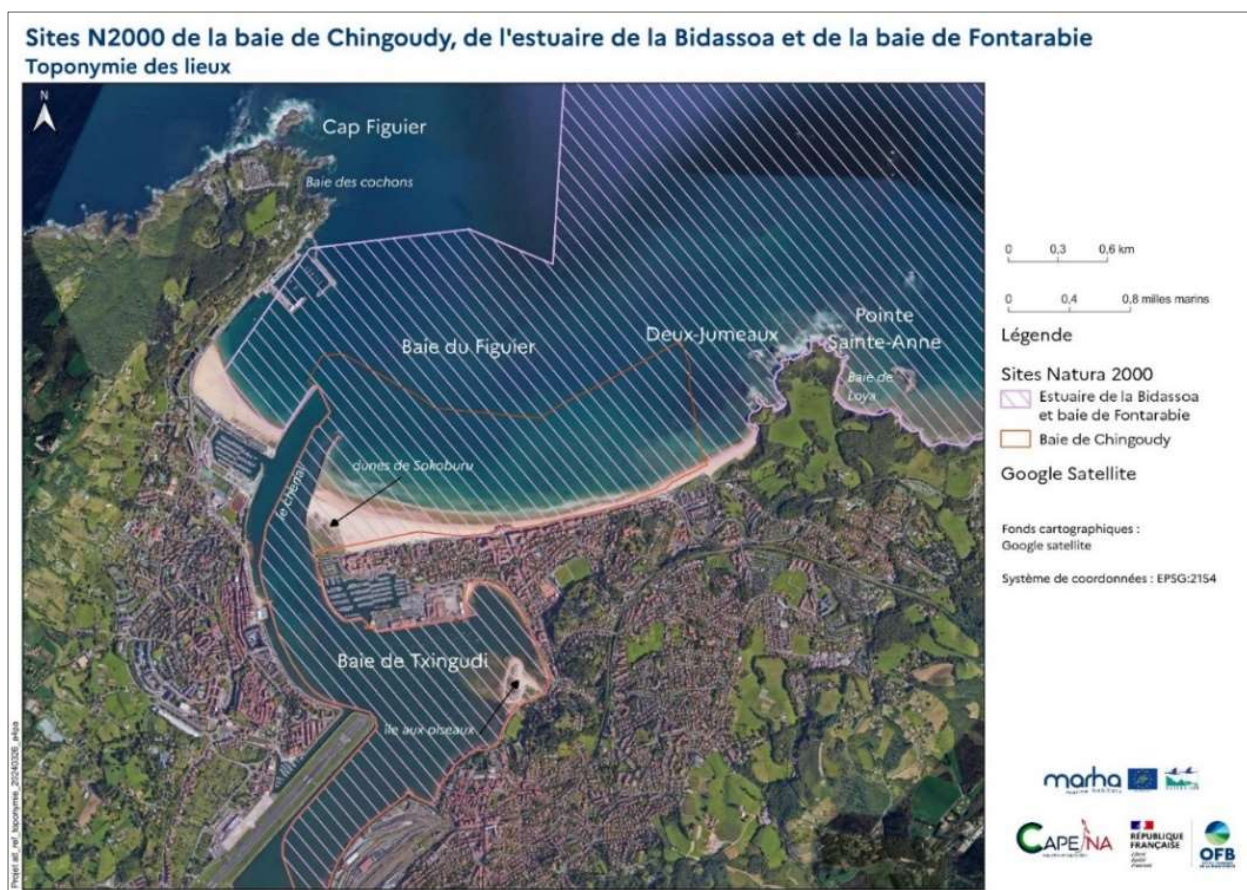 Sites N2000 de la baie de Chingoudy, de l'estuaire de la Bidassoa et de la baie de Fontarabie
Toponymie des lieux
N
Cap Figuier
Baie des cochons
Baie du Figuier
Deux-Jumeaux
Pointe
Sainte-Anne
Baie de
Loya
dunes de Sokoburu
le chenal
Baie de Txingudi
île aux oiseaux
0 0,3 0,6 km
0 0,4 0,8 milles marins
Légende
Sites Natura 2000
Estuaire de la Bidassoa
et baie de Fontarabie
Baie de Chingoudy
Google Satellite
Fonds cartographiques :
Google satellite
Système de coordonnées : EPSG:2154
marha
CAPENA
RÉPUBLIQUE
FRANÇAISE
OFB